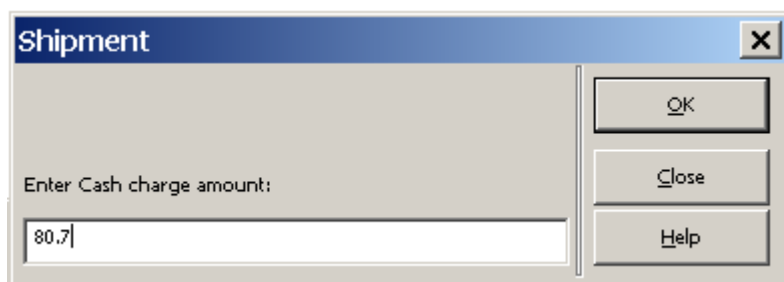 Shipment
OK
Enter Cash charge amount:
Close
80.7
Help